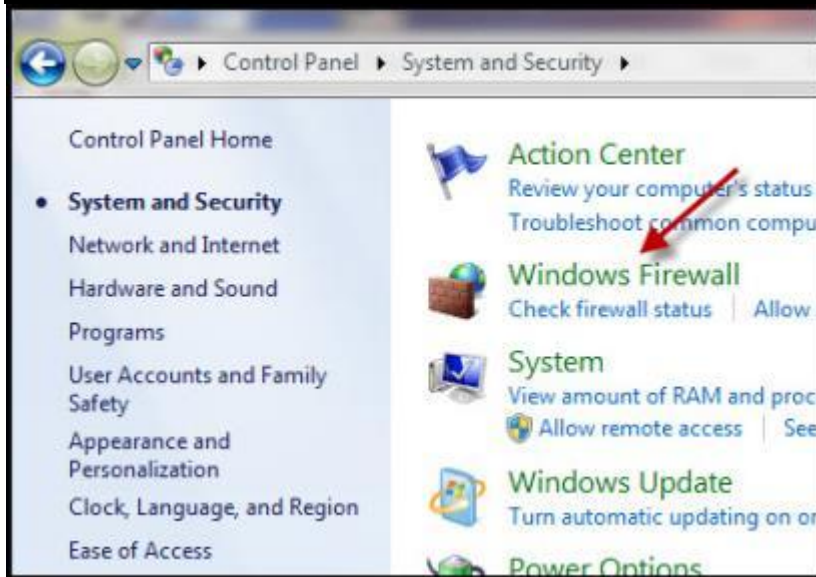 Control Panel ▸ System and Security ▸
Control Panel Home
System and Security
Network and Internet
Hardware and Sound
Programs
User Accounts and Family
Safety
Appearance and
Personalization
Clock, Language, and Region
Ease of Access
Action Center
Review your computer's status
Troubleshoot common compu
Windows Firewall
Check firewall status | Allow
System
View amount of RAM and proc
Allow remote access | See
Windows Update
Turn automatic updating on or
Power Options